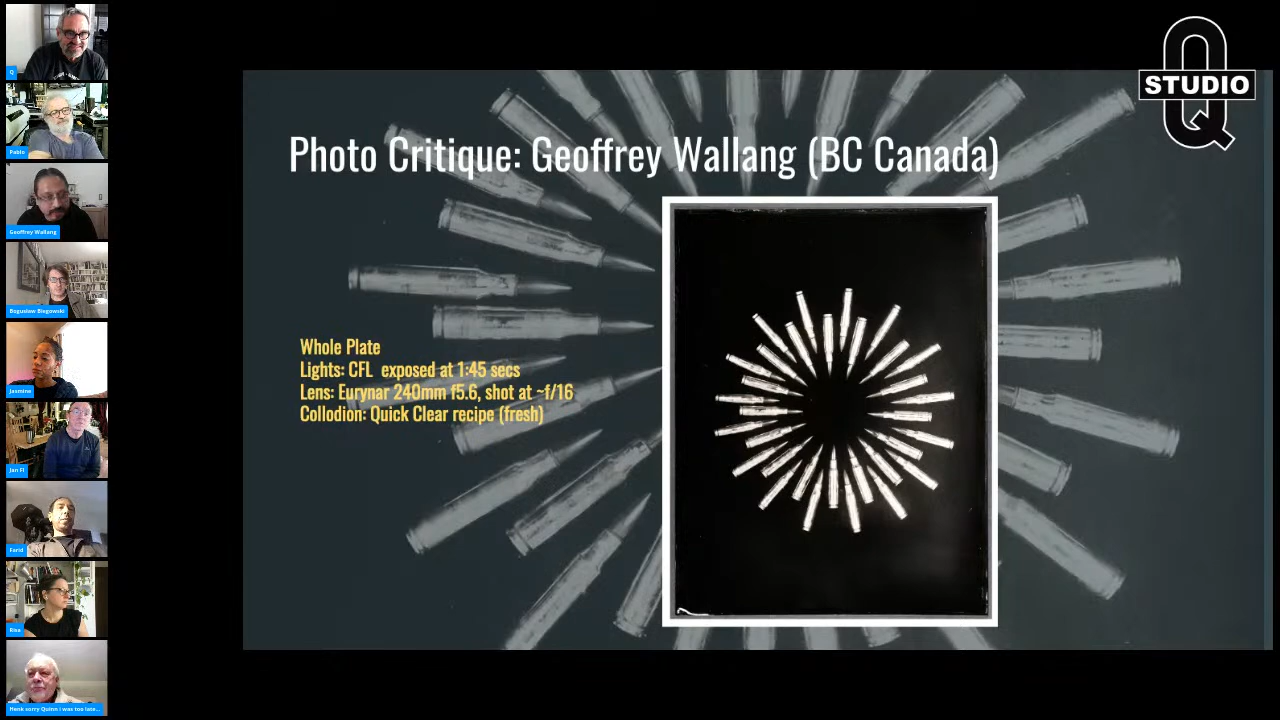 Q
Pablo
Geoffrey Wallang
Boguslaw Biegowski
Jasmine
Jan Fl
Farid
Risa
Henk sorry Quinn i was too late...
STUDIO
Q
Photo Critique: Geoffrey Wallang (BC Canada)
Whole Plate
Lights: CFL exposed at 1:45 secs
Lens: Eurynar 240mm f5.6, shot at ~f/16
Collodion: Quick Clear recipe (fresh)